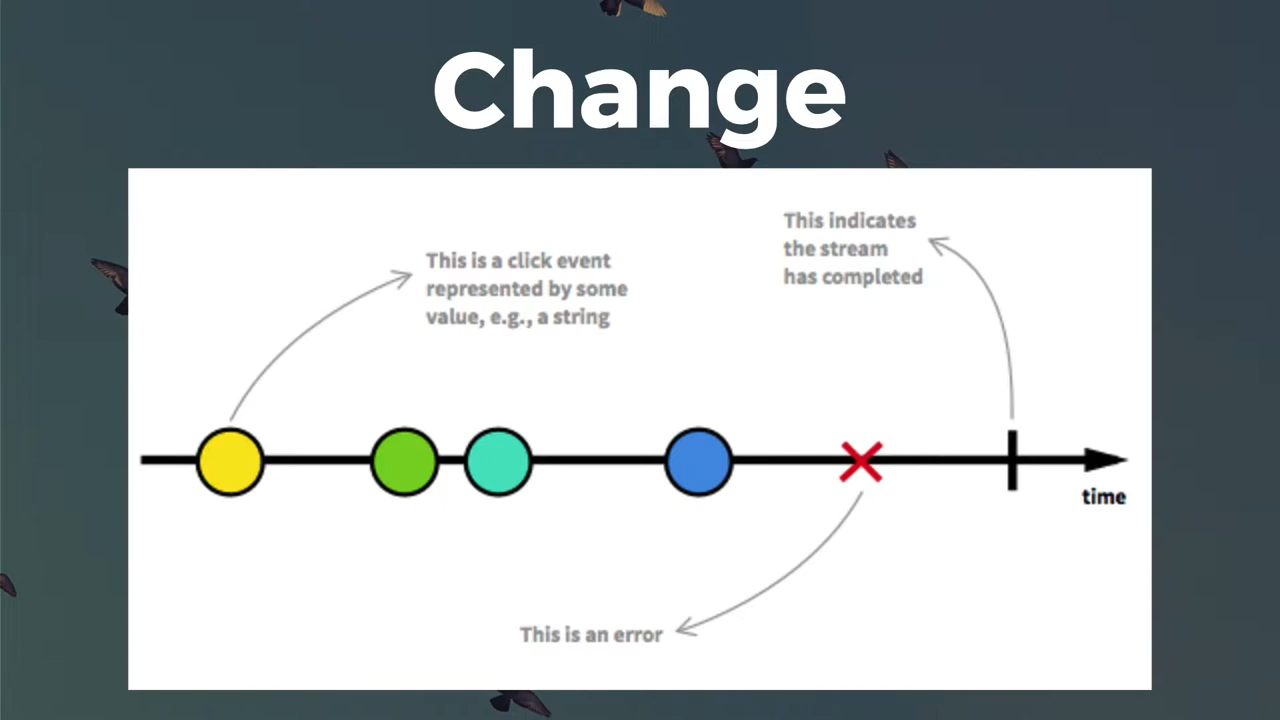 Change
This is a click event
represented by some
value, e.g., a string
This indicates
the stream
has completed
time
This is an error